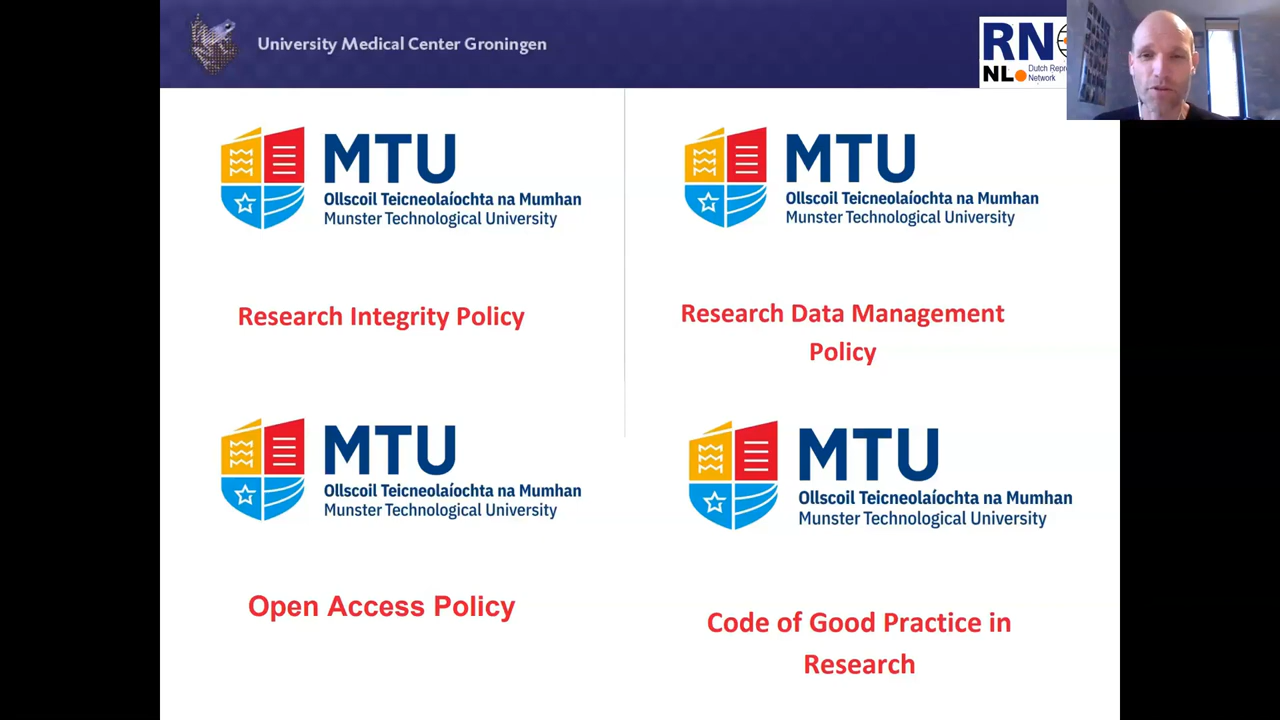 University Medical Center Groningen
RN
NL
Dutch
Network
MTU
Ollscoil Teicneolaíochta na Mumhan
Munster Technological University
Research Integrity Policy
MTU
Ollscoil Teicneolaíochta na Mumhan
Munster Technological University
Research Data Management
Policy
MTU
Ollscoil Teicneolaíochta na Mumhan
Munster Technological University
Open Access Policy
MTU
Ollscoil Teicneolaíochta na Mumhan
Munster Technological University
Code of Good Practice in
Research